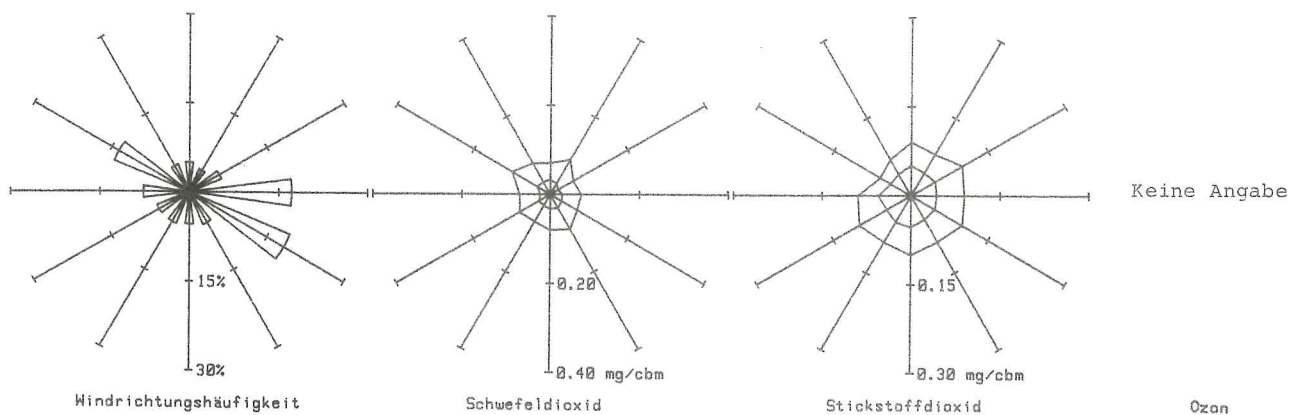 Keine Angabe
15%
0.20
0.15
30%
0.40 mg/cbm
0.30 mg/cbm
Windrichtungshäufigkeit
Schwefeldioxid
Stickstoffdioxid
Ozon